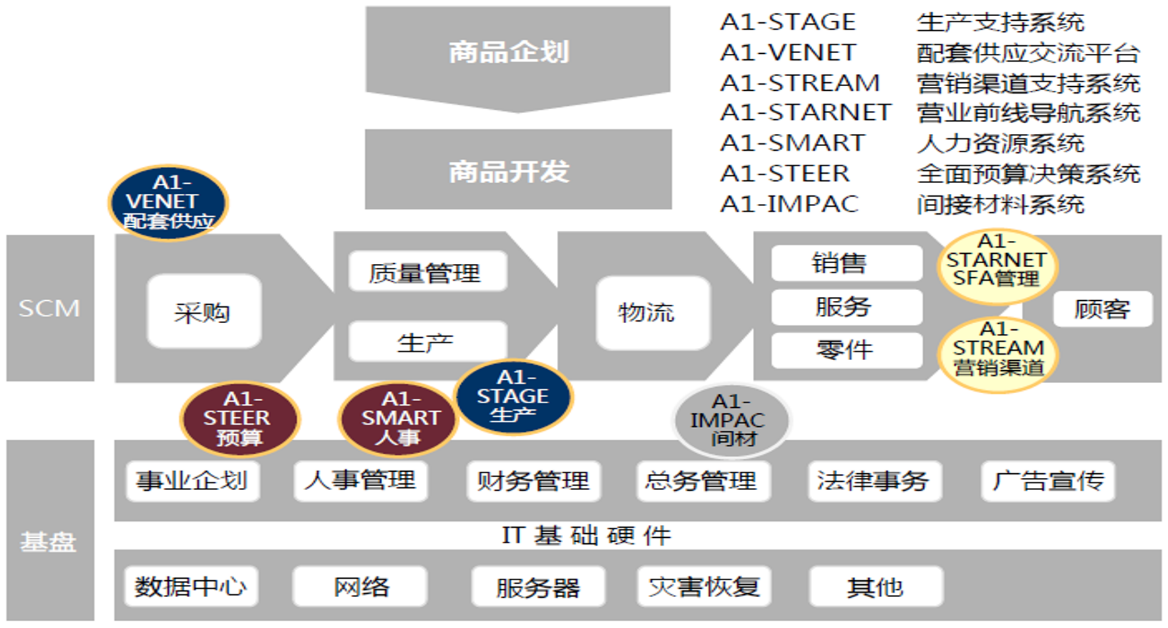 商品企划
商品开发
A1-STAGE 生产支持系统
A1-VENET 配套供应交流平台
A1-STREAM 营销渠道支持系统
A1-STARNET 营业前线导航系统
A1-SMART 人力资源系统
A1-STEER 全面预算决策系统
A1-IMPAC 间接材料系统
A1-
VENET
配套供应
SCM
采购
质量管理
生产
物流
销售
服务
零件
A1-
STARNET
SFA管理
A1-
STREAM
营销渠道
顾客
A1-
STEER
预算
A1-
SMART
人事
A1-
STAGE
生产
A1-
IMPAC
间材
基盘
事业企划
人事管理
财务管理
总务管理
法律事务
广告宣传
IT 基 础 硬 件
数据中心
网络
服务器
灾害恢复
其他